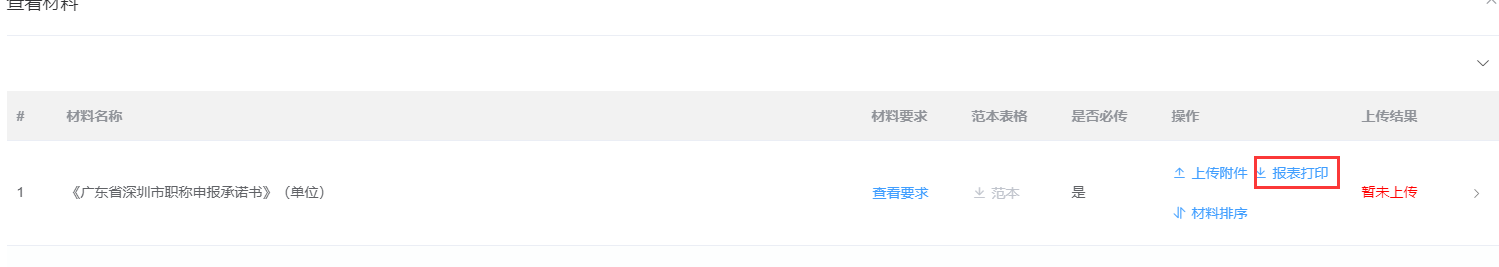 查看材料
# 材料名称 材料要求 范本表格 是否必传 操作 上传结果
上传附件 报表打印
1 《广东省深圳市职称申报承诺书》（单位） 查看要求 范本 是 暂未上传
材料排序